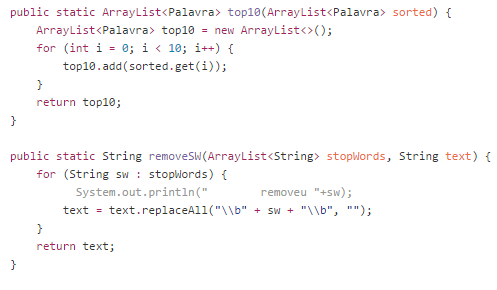 public static ArrayList<Palavra> top10(ArrayList<Palavra> sorted) {
    ArrayList<Palavra> top10 = new ArrayList<>();
    for (int i = 0; i < 10; i++) {
        top10.add(sorted.get(i));
    }
    return top10;
}
public static String removeSW(ArrayList<String> stopWords, String text) {
    for (String sw : stopWords) {
          System.out.println("        removeu "+sw);
        text = text.replaceAll("\\b" + sw + "\\b", "");
    }
    return text;
}